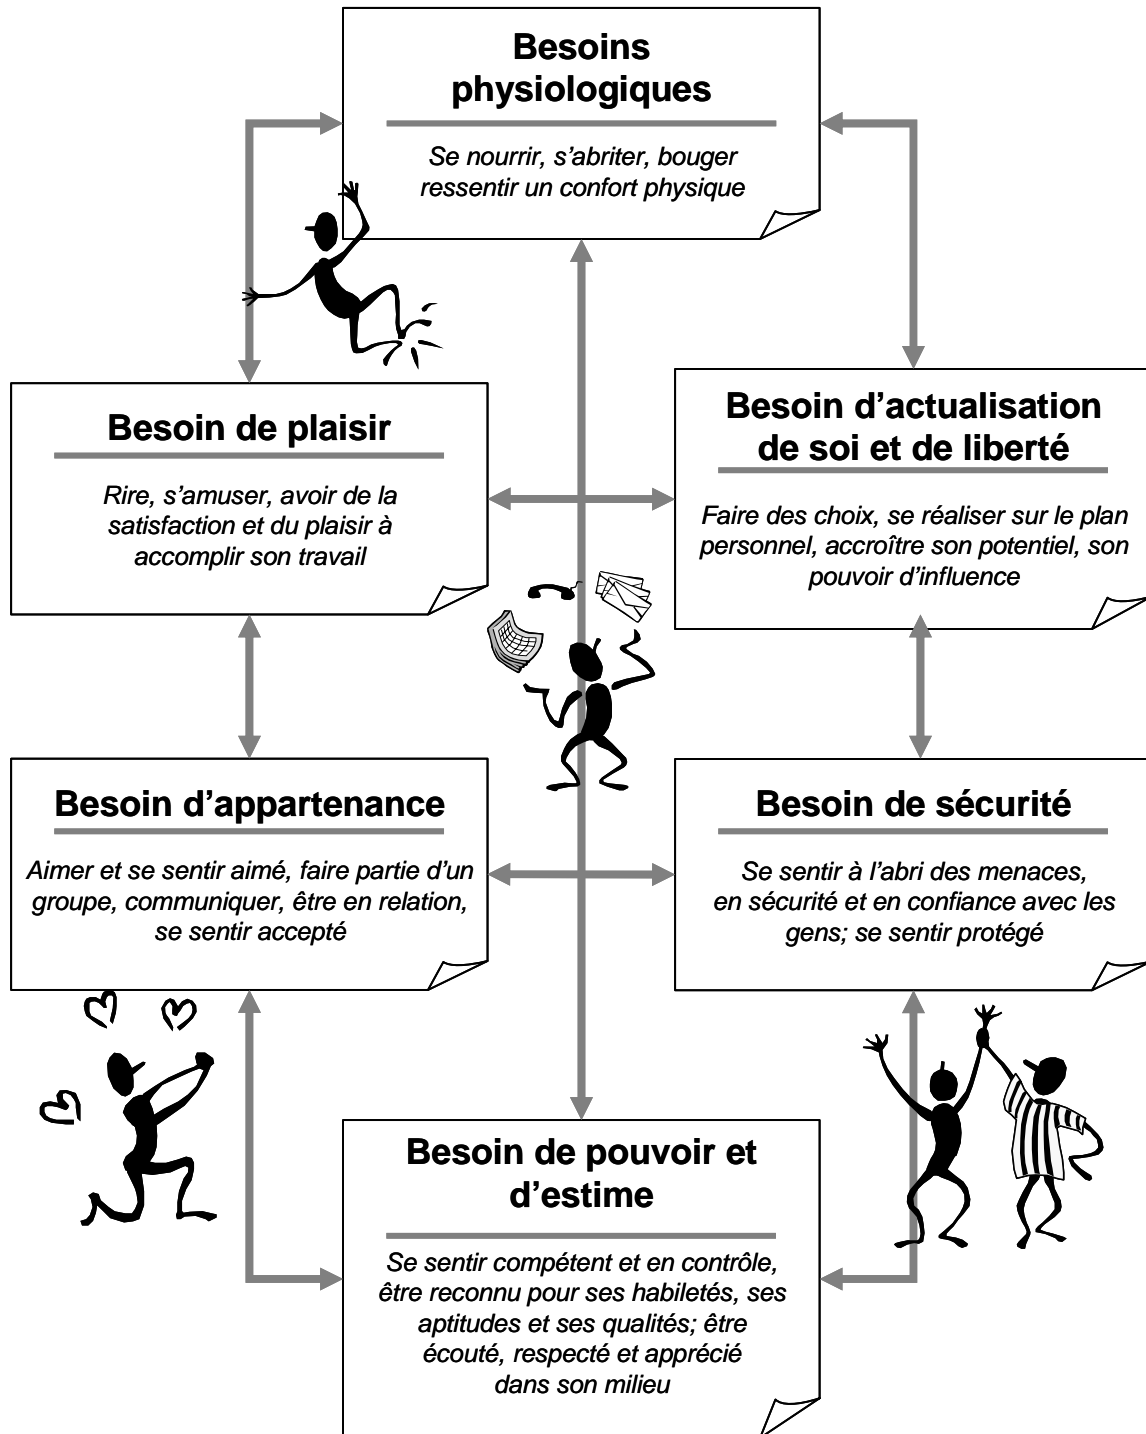 Besoins
physiologiques
Se nourrir, s'abriter, bouger
ressentir un confort physique
Besoin de plaisir
Rire, s'amuser, avoir de la
satisfaction et du plaisir à
accomplir son travail
Besoin d'actualisation
de soi et de liberté
Faire des choix, se réaliser sur le plan
personnel, accroître son potentiel, son
pouvoir d'influence
Besoin d'appartenance
Aimer et se sentir aimé, faire partie d'un
groupe, communiquer, être en relation,
se sentir accepté
Besoin de sécurité
Se sentir à l'abri des menaces,
en sécurité et en confiance avec les
gens; se sentir protégé
Besoin de pouvoir et
d'estime
Se sentir compétent et en contrôle,
être reconnu pour ses habiletés, ses
aptitudes et ses qualités; être
écouté, respecté et apprécié
dans son milieu